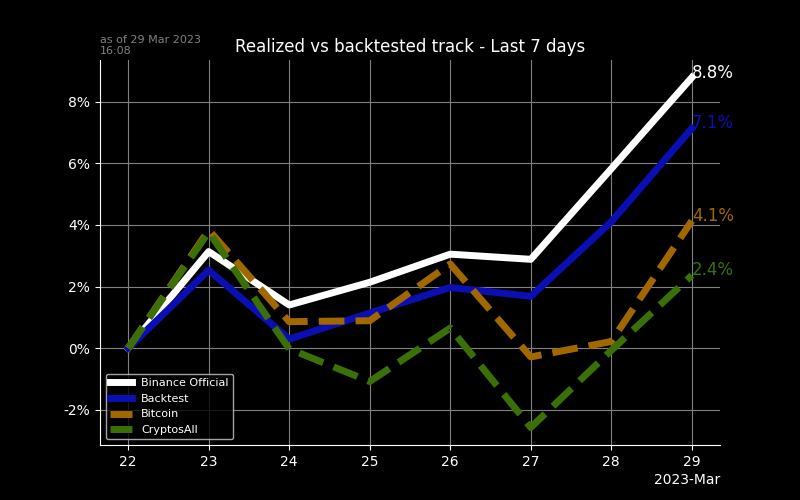 as of 29 Mar 2023
16:08
Realized vs backtested track - Last 7 days
8%
6%
4%
2%
0%
-2%
8.8%
7.1%
4.1%
2.4%
Binance Official
Backtest
Bitcoin
CryptosAll
22 23 24 25 26 27 28 29
2023-Mar